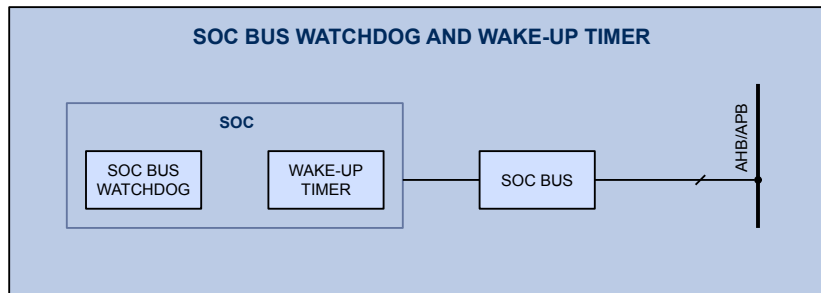 SOC BUS WATCHDOG AND WAKE-UP TIMER
SOC
SOC BUS
WATCHDOG
WAKE-UP
TIMER
SOC BUS
AHB/APB